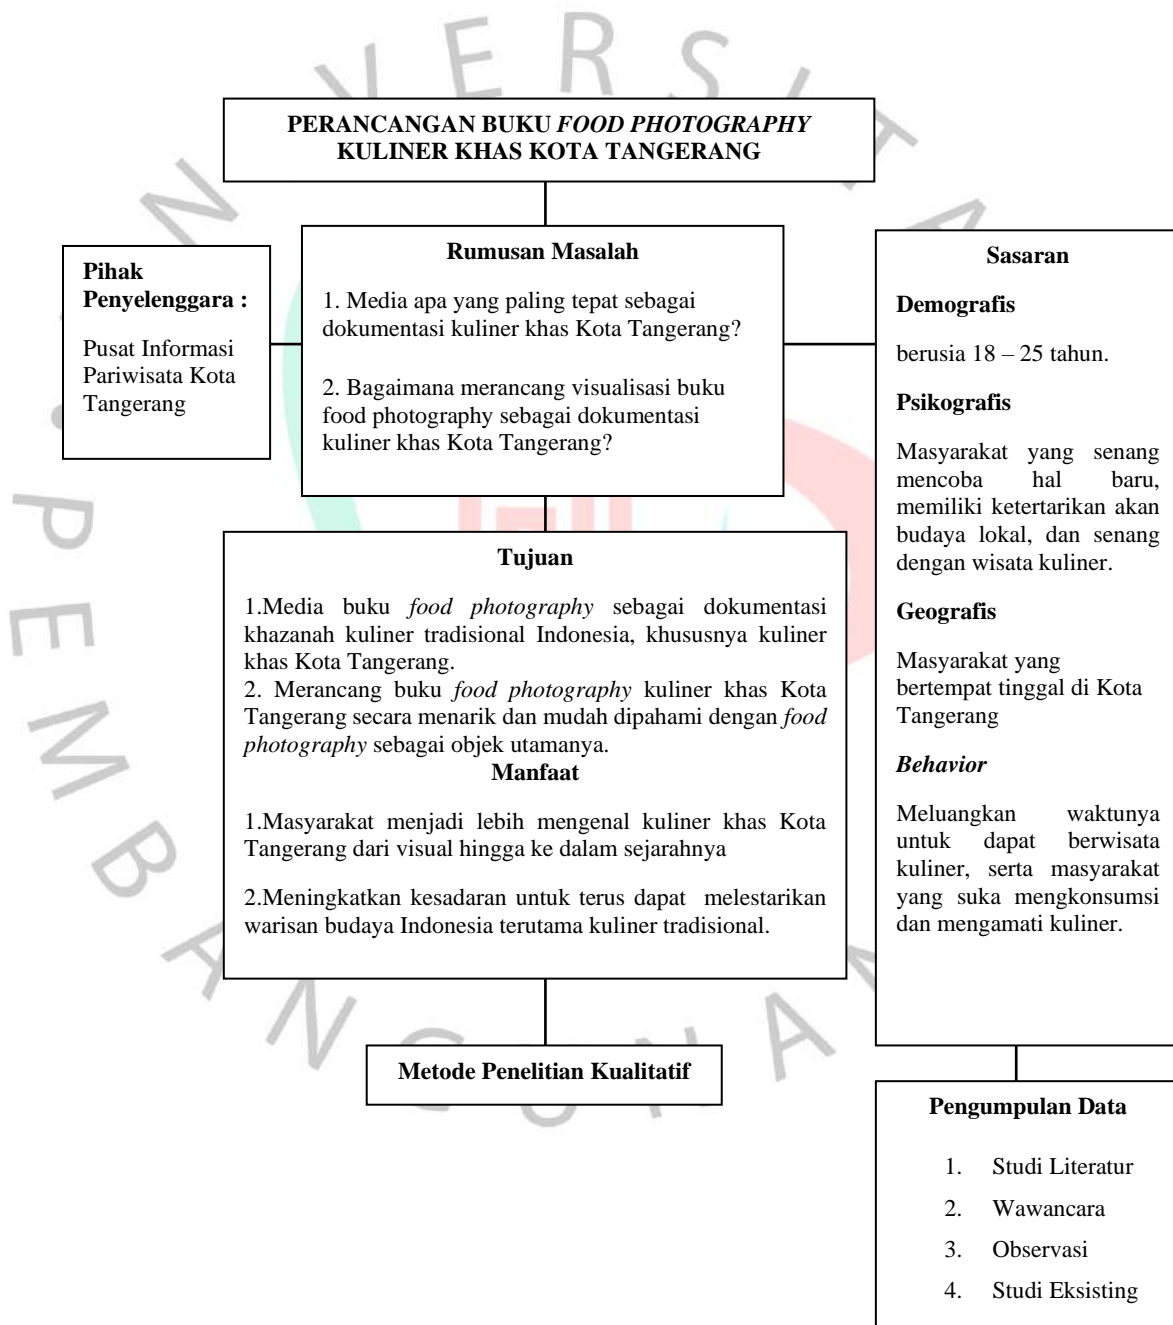 PERANCANGAN BUKU FOOD PHOTOGRAPHY
KULINER KHAS KOTA TANGERANG
Pihak
Penyelenggara :
Pusat Informasi
Pariwisata Kota
Tangerang
Rumusan Masalah
1. Media apa yang paling tepat sebagai
dokumentasi kuliner khas Kota Tangerang?
2. Bagaimana merancang visualisasi buku
food photography sebagai dokumentasi
kuliner khas Kota Tangerang?
Sasaran
Demografis
berusia 18 – 25 tahun.
Psikografis
Masyarakat yang senang
mencoba hal baru,
memiliki ketertarikan akan
budaya lokal, dan senang
dengan wisata kuliner.
Geografis
Masyarakat yang
bertempat tinggal di Kota
Tangerang
Behavior
Meluangkan waktunya
untuk dapat berwisata
kuliner, serta masyarakat
yang suka mengkonsumsi
dan mengamati kuliner.
Tujuan
1.Media buku food photography sebagai dokumentasi
khazanah kuliner tradisional Indonesia, khususnya kuliner
khas Kota Tangerang.
2. Merancang buku food photography kuliner khas Kota
Tangerang secara menarik dan mudah dipahami dengan food
photography sebagai objek utamanya.
Manfaat
1.Masyarakat menjadi lebih mengenal kuliner khas Kota
Tangerang dari visual hingga ke dalam sejarahnya
2.Meningkatkan kesadaran untuk terus dapat melestarikan
warisan budaya Indonesia terutama kuliner tradisional.
Metode Penelitian Kualitatif
Pengumpulan Data
1. Studi Literatur
2. Wawancara
3. Observasi
4. Studi Eksisting